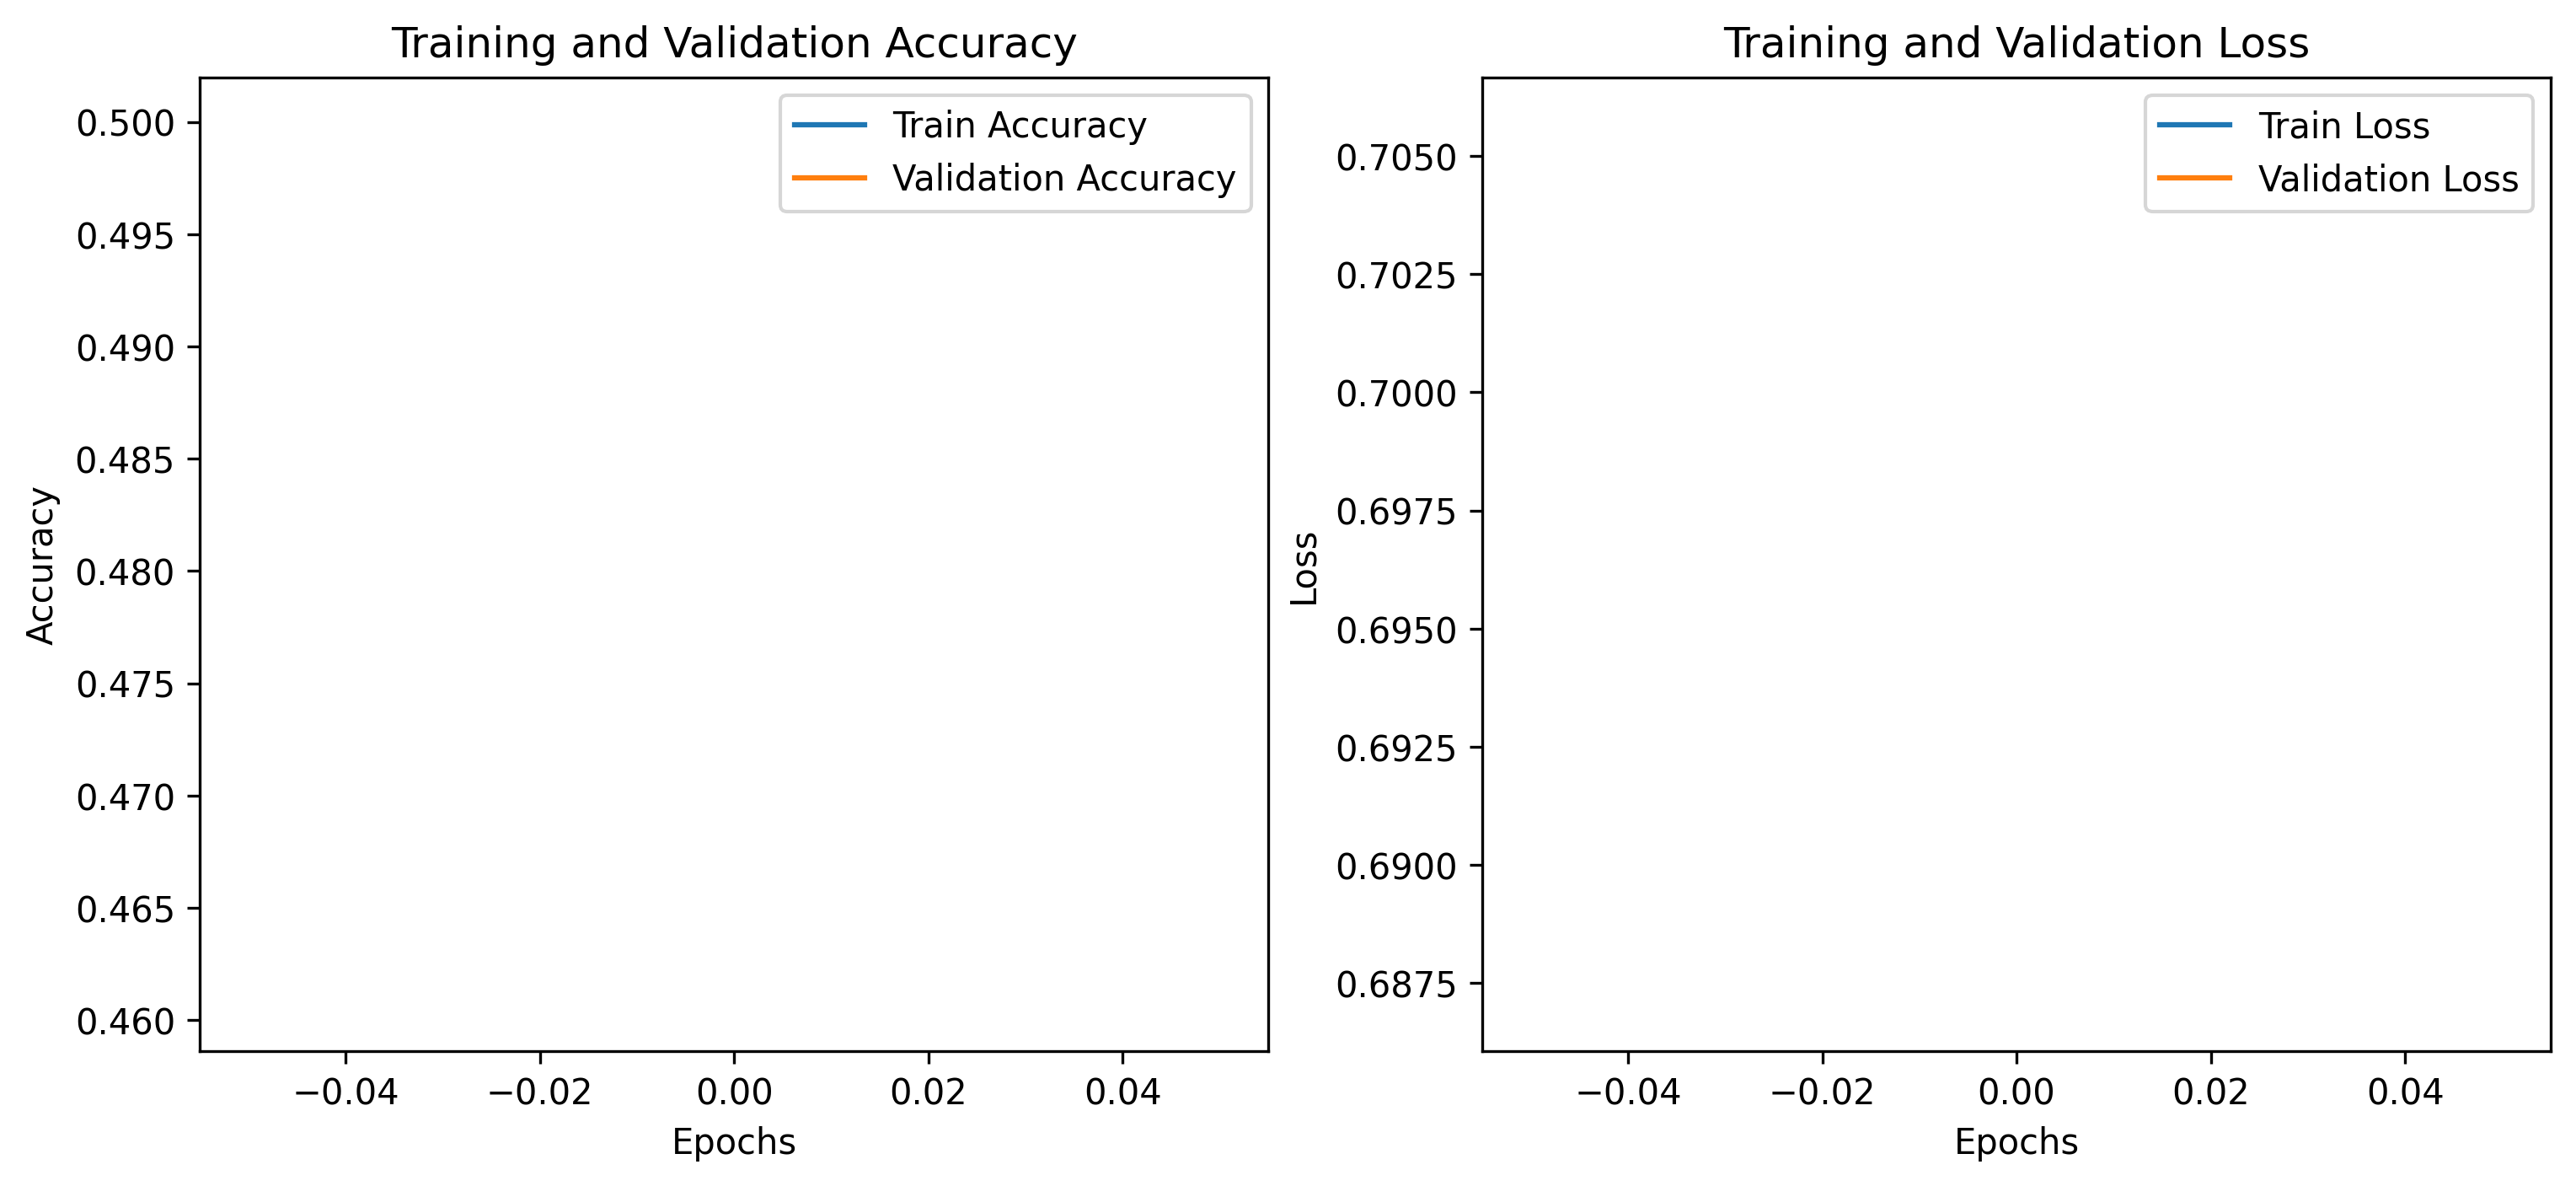 Training and Validation Accuracy
Train Accuracy
Validation Accuracy
0.500
0.495
0.490
0.485
0.480
0.475
0.470
0.465
0.460
Accuracy
−0.04 −0.02 0.00 0.02 0.04
Epochs
Training and Validation Loss
Train Loss
Validation Loss
0.7050
0.7025
0.7000
0.6975
0.6950
0.6925
0.6900
0.6875
Loss
−0.04 −0.02 0.00 0.02 0.04
Epochs